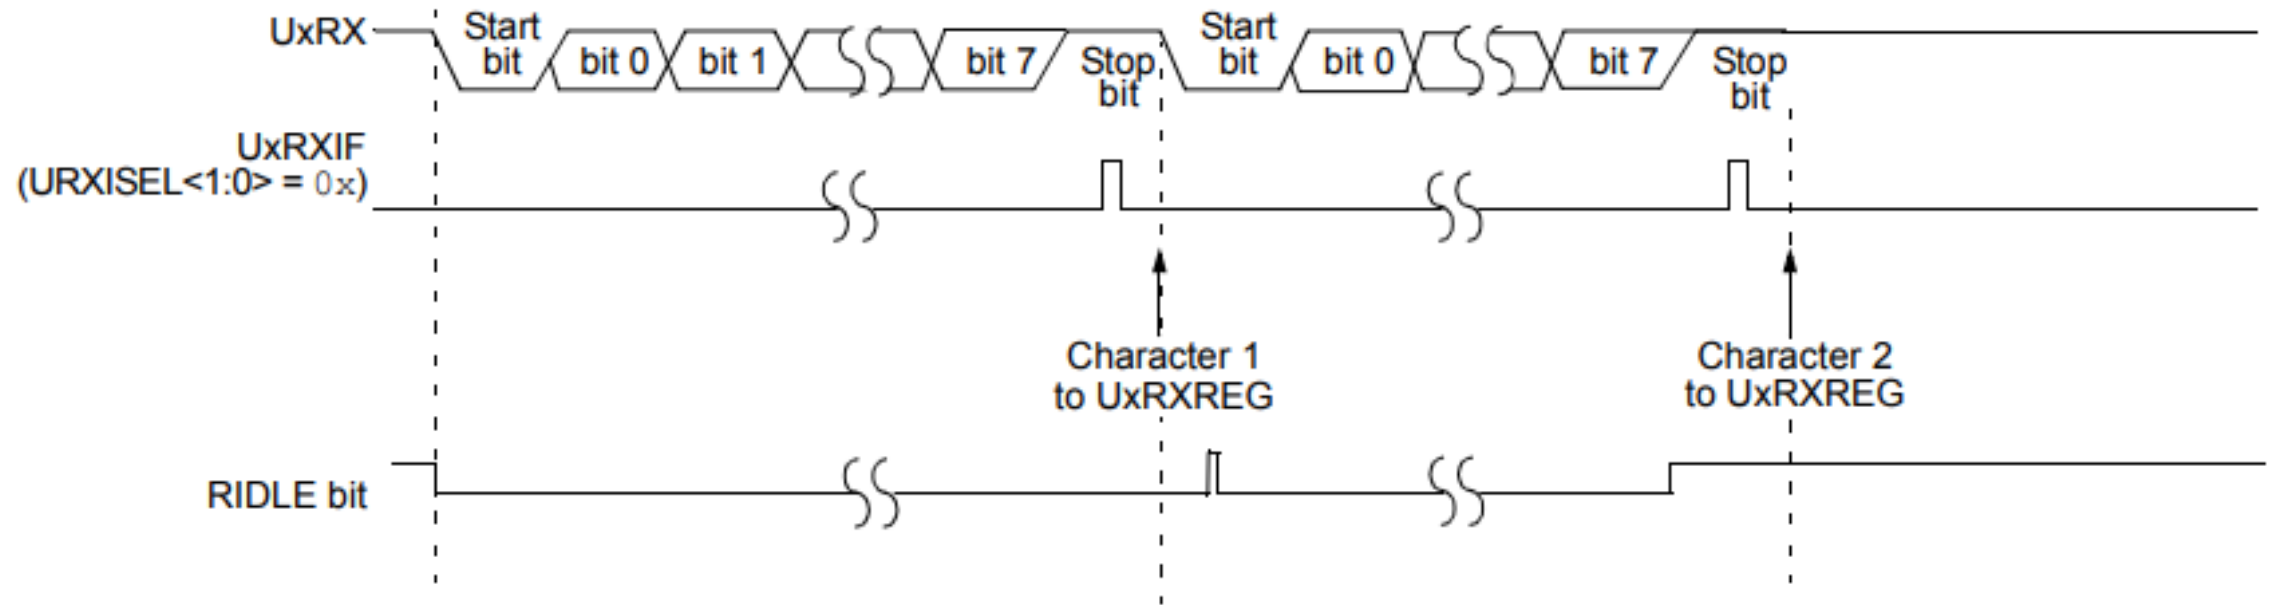 UxRX
Start
bit
bit 0
bit 1
bit 7
Stop
bit
Start
bit
bit 0
bit 7
Stop
bit
UxRXIF
(URXISEL<1:0> = 0x)
Character 1
to UxRXREG
Character 2
to UxRXREG
RIDLE bit